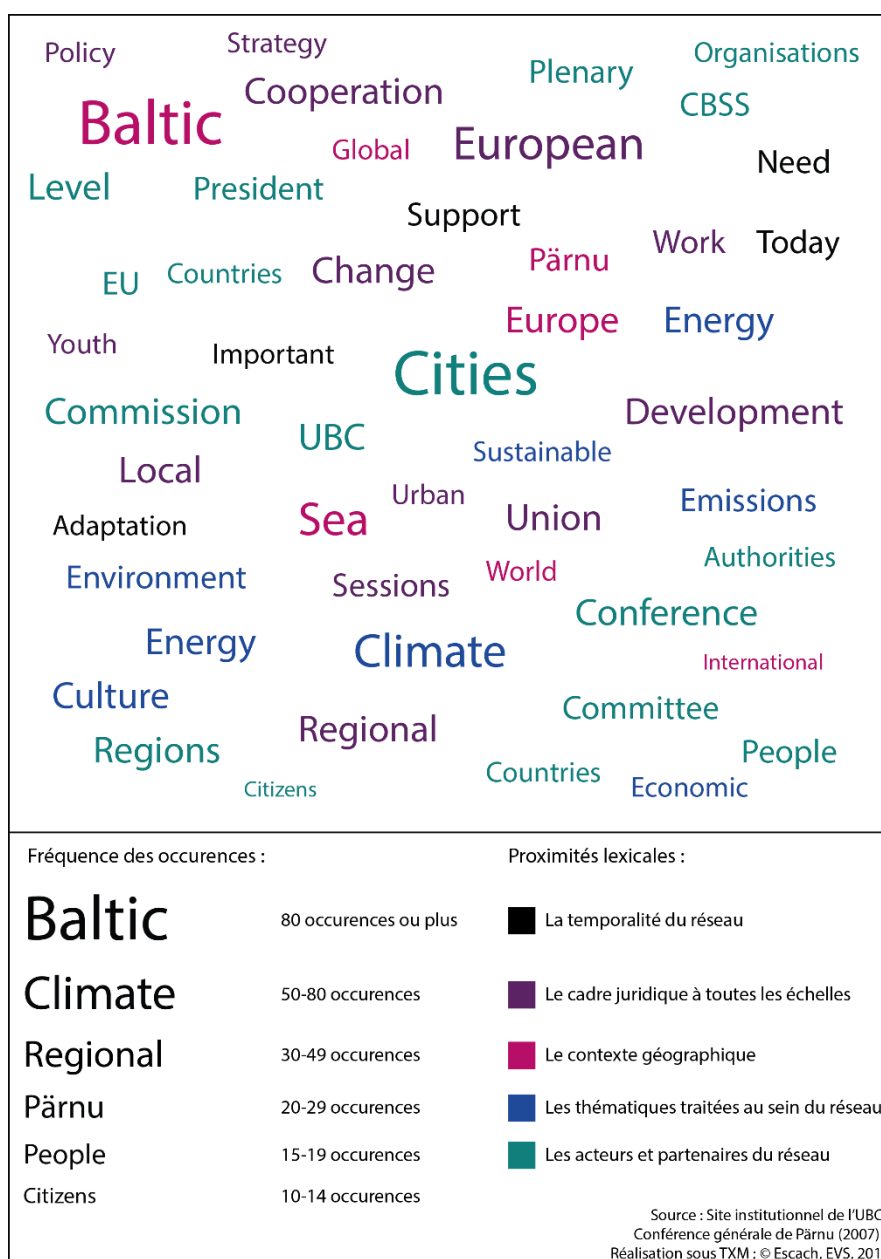 Policy
Strategy
Organisations
Plenary
Cooperation
CBSS
Baltic
Global
European
Need
Level
President
Support
Work
Today
Pärnu
EU
Countries
Change
Europe
Energy
Youth
Important
Cities
Commission
Development
UBC
Sustainable
Local
Urban
Emissions
Sea
Union
Adaptation
Authorities
Environment
Sessions
World
Conference
Energy
Climate
International
Culture
Committee
Regional
Regions
People
Countries
Citizens
Economic
Fréquence des occurences :
Baltic 80 occurences ou plus
Climate 50-80 occurences
Regional 30-49 occurences
Pärnu 20-29 occurences
People 15-19 occurences
Citizens 10-14 occurences
Proximités lexicales :
La temporalité du réseau
Le cadre juridique à toutes les échelles
Le contexte géographique
Les thématiques traitées au sein du réseau
Les acteurs et partenaires du réseau
Source : Site institutionnel de l'UBC
Conférence générale de Pärnu (2007)
Réalisation sous TXM : © Escach, EVS, 201